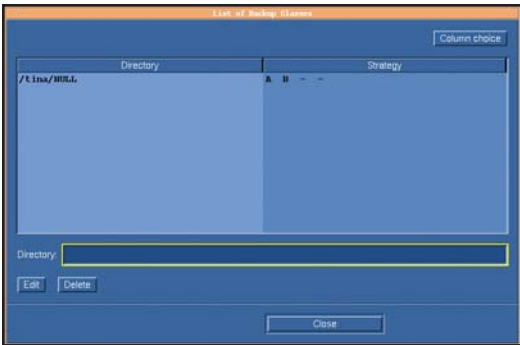 List of Backup Classes
Column choice
Directory Strategy
/tina/NULL A B - -
Directory:
Edit Delete
Close